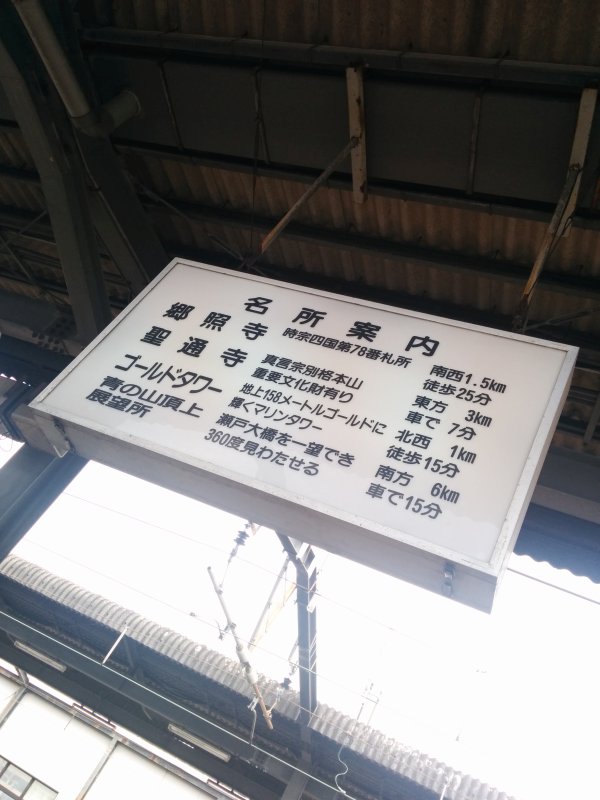 名所案内
郷照寺 時宗四国第78番札所 南西1.5km 徒歩25分
聖通寺 真言宗別格本山 重要文化財有り 東方 3km 車で 7分
ゴールドタワー 地上158メートルゴールドに 輝くマリンタワー 北西 1km 徒歩15分
青の山頂上 展望所 瀬戸大橋を一望でき 360度見わたせる 南方 6km 車で15分